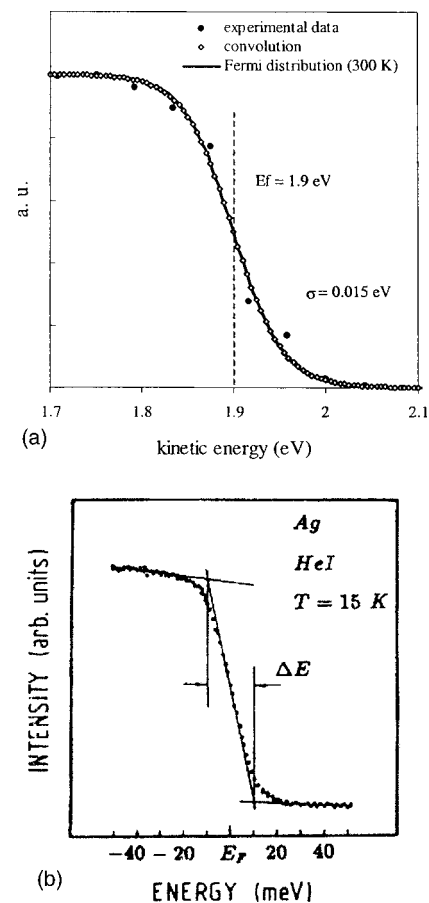 experimental data
convolution
Fermi distribution (300 K)
Ef = 1.9 eV
σ = 0.015 eV
a. u.
1.7 1.8 1.9 2 2.1
(a)
kinetic energy (eV)
Ag
HeI
T = 15 K
ΔE
INTENSITY (arb. units)
-40 - 20 E_F 20 40
(b)
ENERGY (meV)